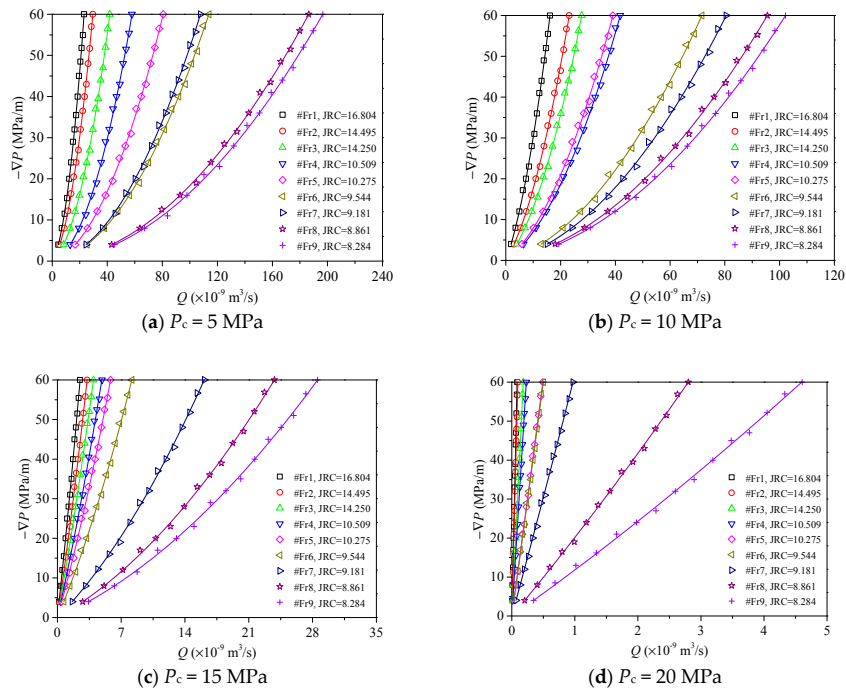 60
50
40
30
20
10
0
−∇P (MPa/m)
#Fr1, JRC=16.804
#Fr2, JRC=14.495
#Fr3, JRC=14.250
#Fr4, JRC=10.509
#Fr5, JRC=10.275
#Fr6, JRC=9.544
#Fr7, JRC=9.181
#Fr8, JRC=8.861
#Fr9, JRC=8.284
0 60 120 180 240
Q (×10⁻⁹ m³/s)
(a) Pc = 5 MPa
60
50
40
30
20
10
0
−∇P (MPa/m)
#Fr1, JRC=16.804
#Fr2, JRC=14.495
#Fr3, JRC=14.250
#Fr4, JRC=10.509
#Fr5, JRC=10.275
#Fr6, JRC=9.544
#Fr7, JRC=9.181
#Fr8, JRC=8.861
#Fr9, JRC=8.284
0 20 40 60 80 100 120
Q (×10⁻⁹ m³/s)
(b) Pc = 10 MPa
60
50
40
30
20
10
0
−∇P (MPa/m)
#Fr1, JRC=16.804
#Fr2, JRC=14.495
#Fr3, JRC=14.250
#Fr4, JRC=10.509
#Fr5, JRC=10.275
#Fr6, JRC=9.544
#Fr7, JRC=9.181
#Fr8, JRC=8.861
#Fr9, JRC=8.284
0 7 14 21 28 35
Q (×10⁻⁹ m³/s)
(c) Pc = 15 MPa
60
50
40
30
20
10
0
−∇P (MPa/m)
#Fr1, JRC=16.804
#Fr2, JRC=14.495
#Fr3, JRC=14.250
#Fr4, JRC=10.509
#Fr5, JRC=10.275
#Fr6, JRC=9.544
#Fr7, JRC=9.181
#Fr8, JRC=8.861
#Fr9, JRC=8.284
0 1 2 3 4 5
Q (×10⁻⁹ m³/s)
(d) Pc = 20 MPa